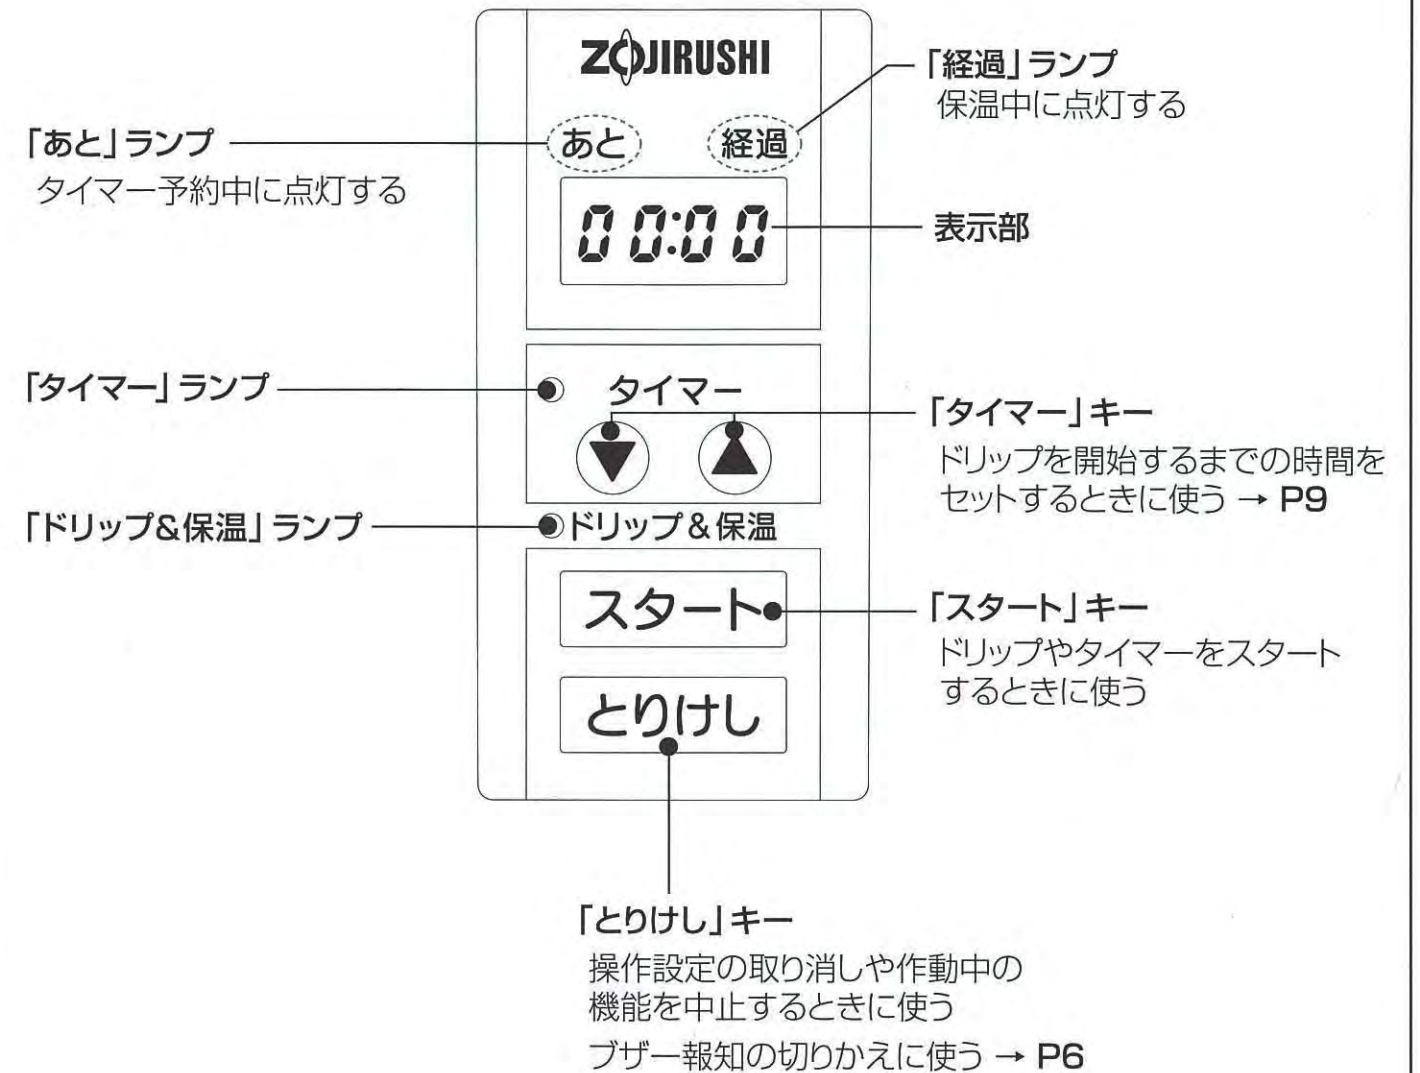 ZOJIRUSHI
「経過」ランプ
保温中に点灯する
「あと」ランプ
タイマー予約中に点灯する
あと
経過
00:00
表示部
「タイマー」ランプ
タイマー
▼
▲
「タイマー」キー
ドリップを開始するまでの時間を
セットするときに使う → P9
「ドリップ&保温」ランプ
ドリップ&保温
スタート
「スタート」キー
ドリップやタイマーをスタート
するときに使う
とりけし
「とりけし」キー
操作設定の取り消しや作動中の
機能を中止するときに使う
ブザー報知の切りかえに使う → P6